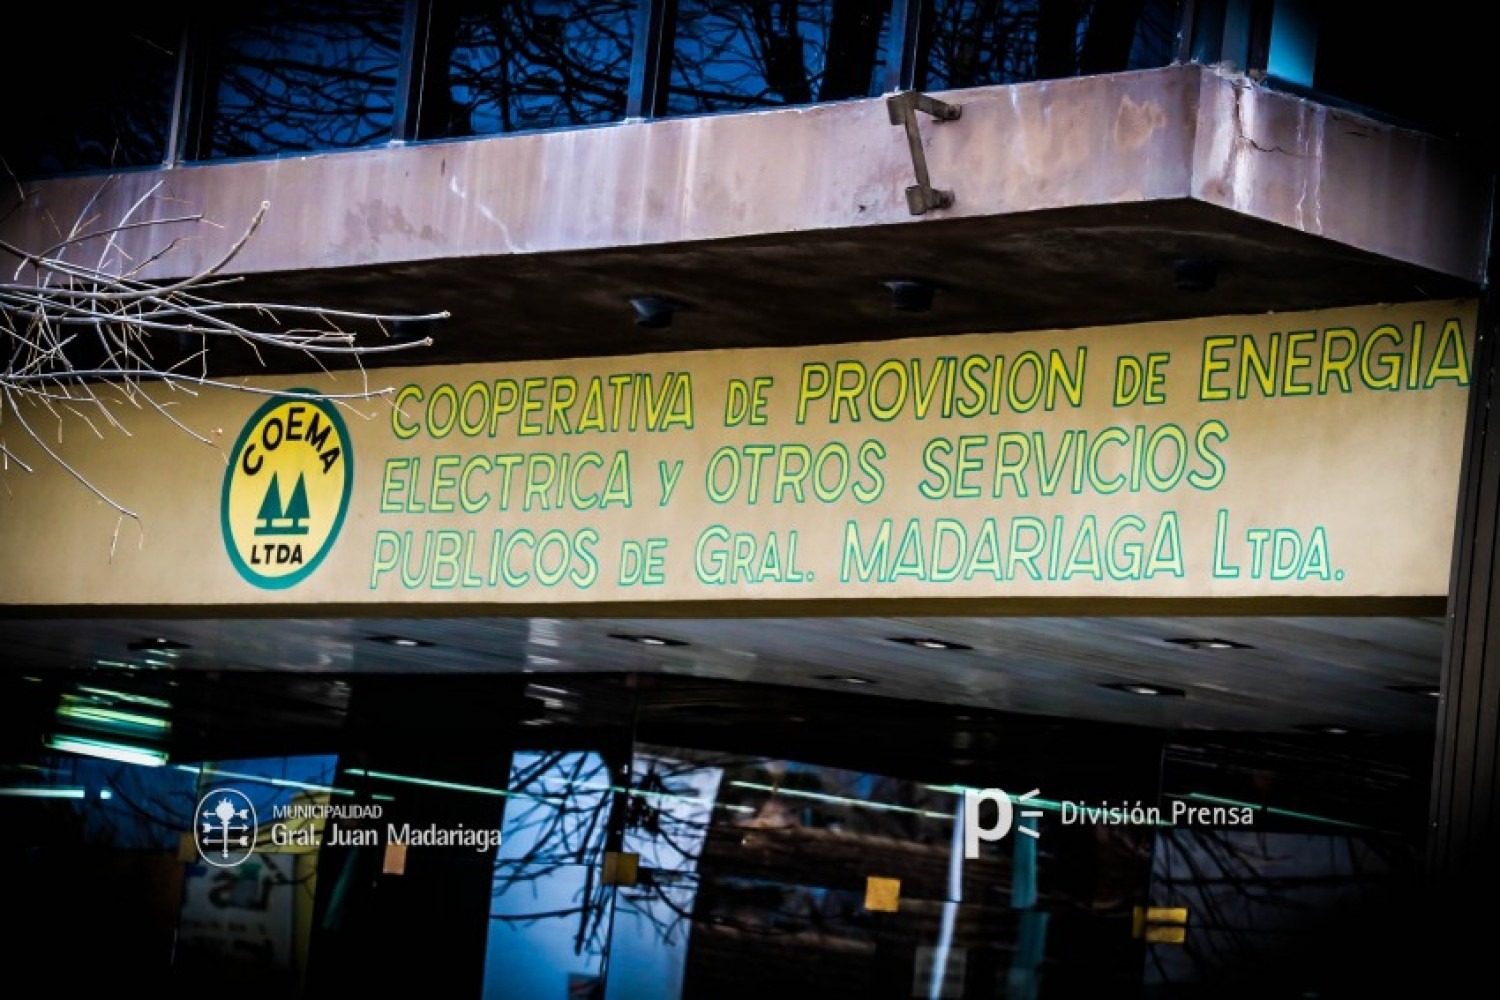 COOPERATIVA DE PROVISION DE ENERGIA
ELECTRICA Y OTROS SERVICIOS
PUBLICOS DE GRAL. MADARIAGA LTDA.
COEMA
LTDA
MUNICIPALIDAD
Gral. Juan Madariaga
p División Prensa